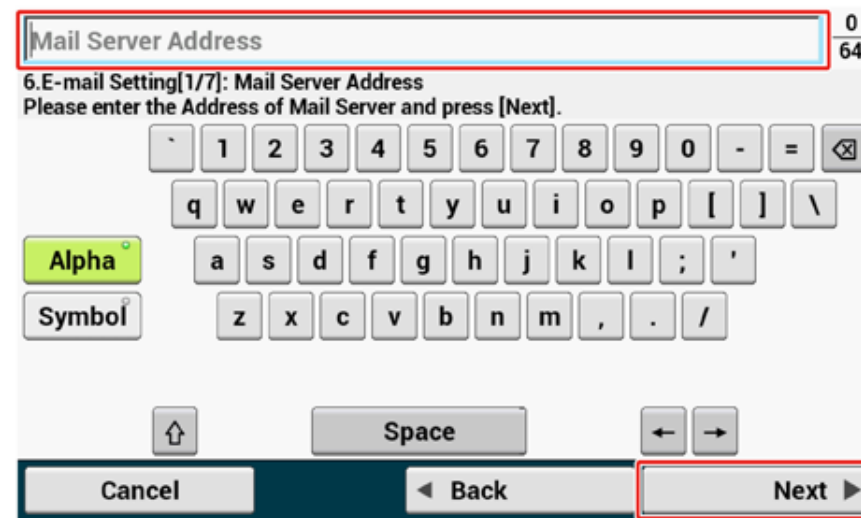 Mail Server Address
0
64
6.E-mail Setting[1/7]: Mail Server Address
Please enter the Address of Mail Server and press [Next].
` 1 2 3 4 5 6 7 8 9 0 - =
q w e r t y u i o p [ ] \
Alpha a s d f g h j k l ; '
Symbol z x c v b n m , . /
Space ← →
Cancel ◀ Back Next ▶